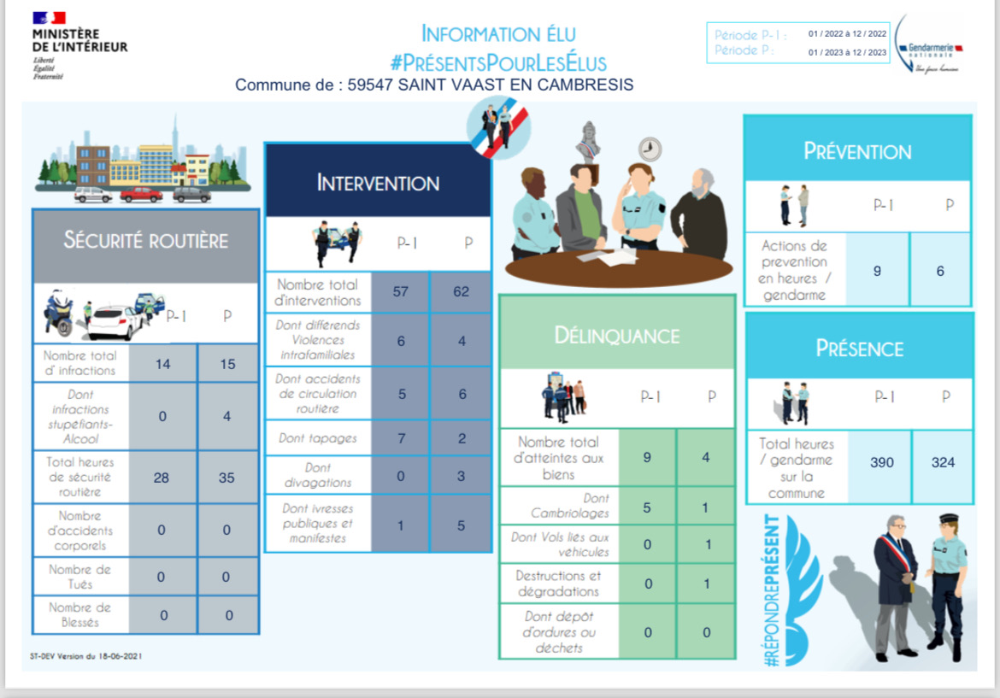 MINISTÈRE
DE L'INTÉRIEUR
Liberté
Égalité
Fraternité
INFORMATION ÉLU
#PRÉSENTSPOURLESÉLUS
Commune de : 59547 SAINT VAAST EN CAMBRESIS
Période P-1 : 01 / 2022 à 12 / 2022
Période P : 01 / 2023 à 12 / 2023
Gendarmerie
nationale
Une force humaine
SÉCURITÉ ROUTIÈRE
P-1 P
Nombre total
d' infractions
14 15
Dont
infractions
stupéfiants-
Alcool
0 4
Total heures
de sécurité
routière
28 35
Nombre
d'accidents
corporels
0 0
Nombre de
Tués
0 0
Nombre de
Blessés
0 0
ST-DEV Version du 18-06-2021
INTERVENTION
P-1 P
Nombre total
d'interventions
57 62
Dont différends
Violences
intrafamiliales
6 4
Dont accidents
de circulation
routière
5 6
Dont tapages
7 2
Dont
divagations
0 3
Dont ivresses
publiques et
manifestes
1 5
DÉLINQUANCE
P-1 P
Nombre total
d'atteintes aux
biens
9 4
Dont
Cambriolages
5 1
Dont Vols liés aux
véhicules
0 1
Destructions et
dégradations
0 1
Dont dépôt
d'ordures ou
déchets
0 0
PRÉVENTION
P-1 P
Actions de
prevention
en heures /
gendarme
9 6
PRÉSENCE
P-1 P
Total heures
/ gendarme
sur la
commune
390 324
#RÉPONDREPRÉSENT